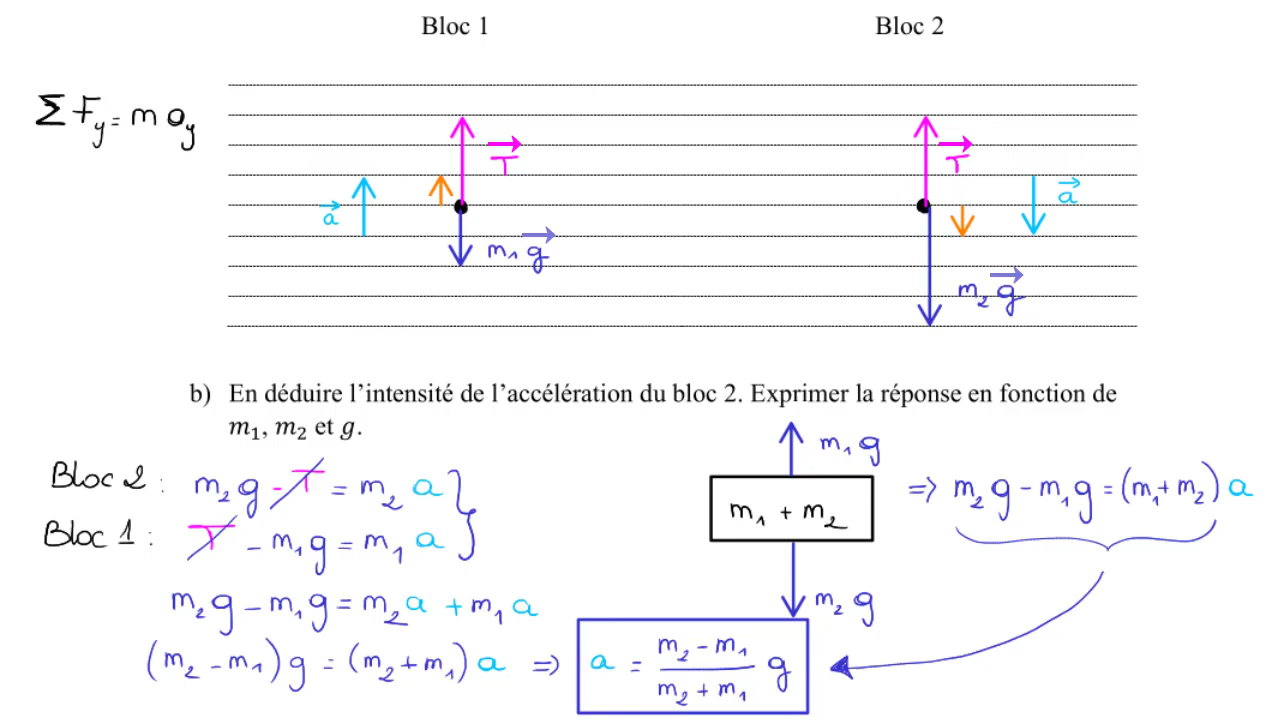 Bloc 1 Bloc 2
Σ F_y = m a_y
T⃗ T⃗
a⃗ a⃗
m₁ g⃗
m₂ g⃗
b) En déduire l’intensité de l’accélération du bloc 2. Exprimer la réponse en fonction de
m₁, m₂ et g.
Bloc 2 : m₂ g - T = m₂ a
Bloc 1 : T - m₁ g = m₁ a
m₂ g - m₁ g = m₂ a + m₁ a
(m₂ - m₁) g = (m₂ + m₁) a => a = (m₂ - m₁)/(m₂ + m₁) g
m₁ g
m₁ + m₂
m₂ g
=> m₂ g - m₁ g = (m₁ + m₂) a